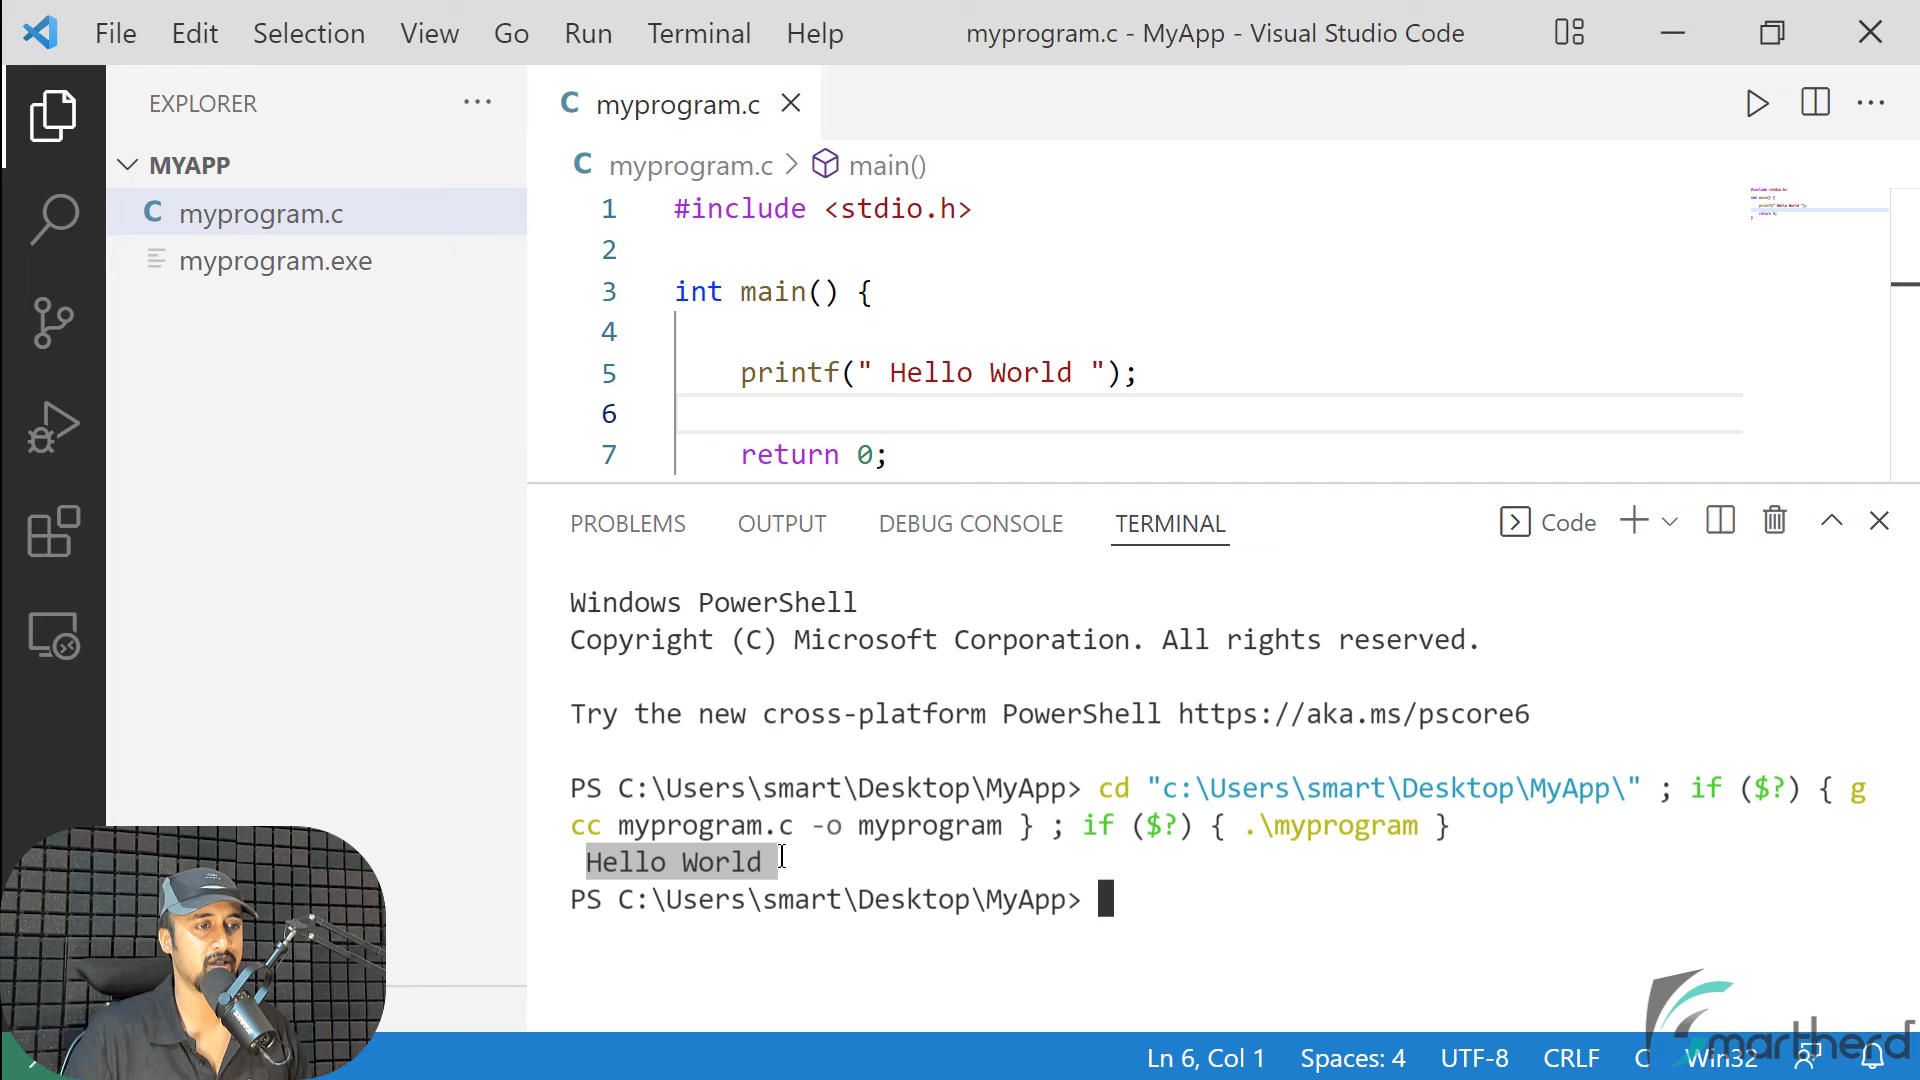 File Edit Selection View Go Run Terminal Help myprogram.c - MyApp - Visual Studio Code
EXPLORER
MYAPP
C myprogram.c
myprogram.exe
C myprogram.c
C myprogram.c > main()
1 #include <stdio.h>
2
3 int main() {
4
5 printf(" Hello World ");
6
7 return 0;
PROBLEMS OUTPUT DEBUG CONSOLE TERMINAL Code
Windows PowerShell
Copyright (C) Microsoft Corporation. All rights reserved.
Try the new cross-platform PowerShell https://aka.ms/pscore6
PS C:\Users\smart\Desktop\MyApp> cd "c:\Users\smart\Desktop\MyApp\" ; if ($?) { g
cc myprogram.c -o myprogram } ; if ($?) { .\myprogram }
Hello World
PS C:\Users\smart\Desktop\MyApp>
Ln 6, Col 1 Spaces: 4 UTF-8 CRLF C Win32
martherd